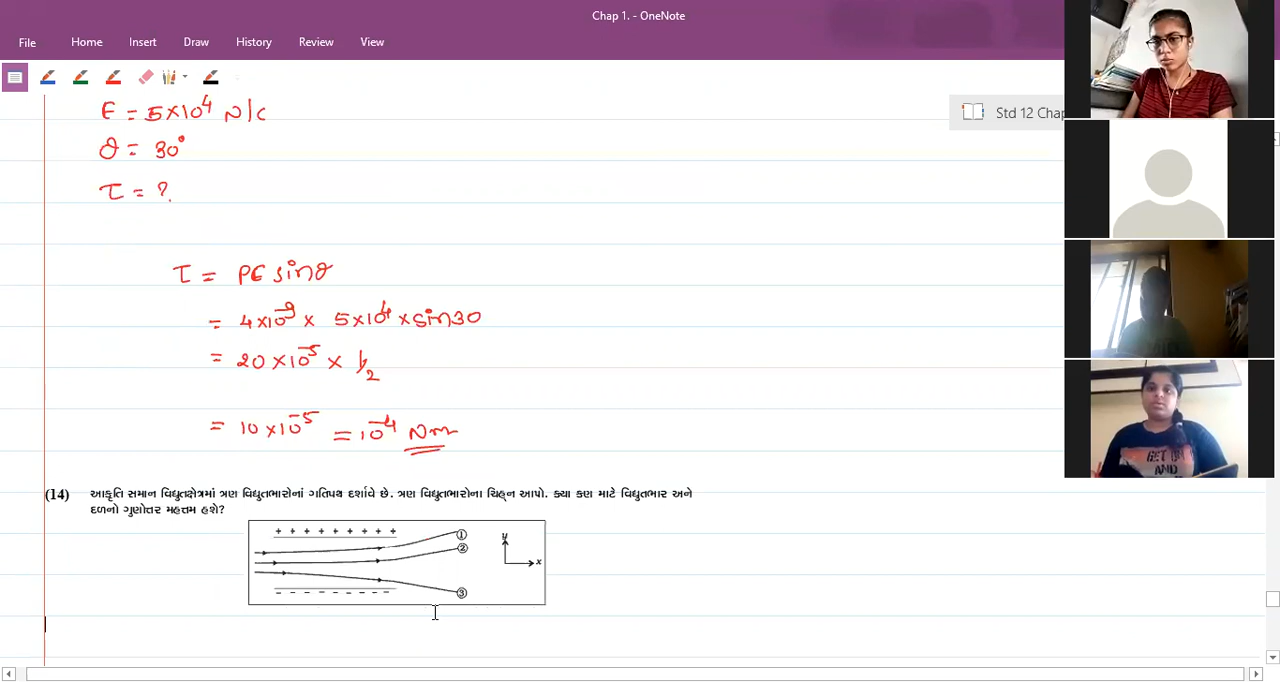 Chap 1. - OneNote
File Home Insert Draw History Review View
Std 12 Chap
E = 5×10⁴ N/C
θ = 30°
τ = ?
τ = PE sinθ
= 4×10⁻⁹ × 5×10⁴ × sin30
= 20×10⁻⁵ × 1/2
= 10×10⁻⁵ = 10⁻⁴ Nm
(14) આકૃતિ સમાન વિદ્યુતક્ષેત્રમાં ત્રણ વિદ્યુતભારોનાં ગતિપથ દર્શાવે છે. ત્રણ વિદ્યુતભારોના ચિહ્ન આપો. ક્યા કણ માટે વિદ્યુતભાર અને
દળનો ગુણોત્તર મહત્તમ હશે?
+ + + + + + + + +
① y
②
x
- - - - - - - - - ③
GET
AND